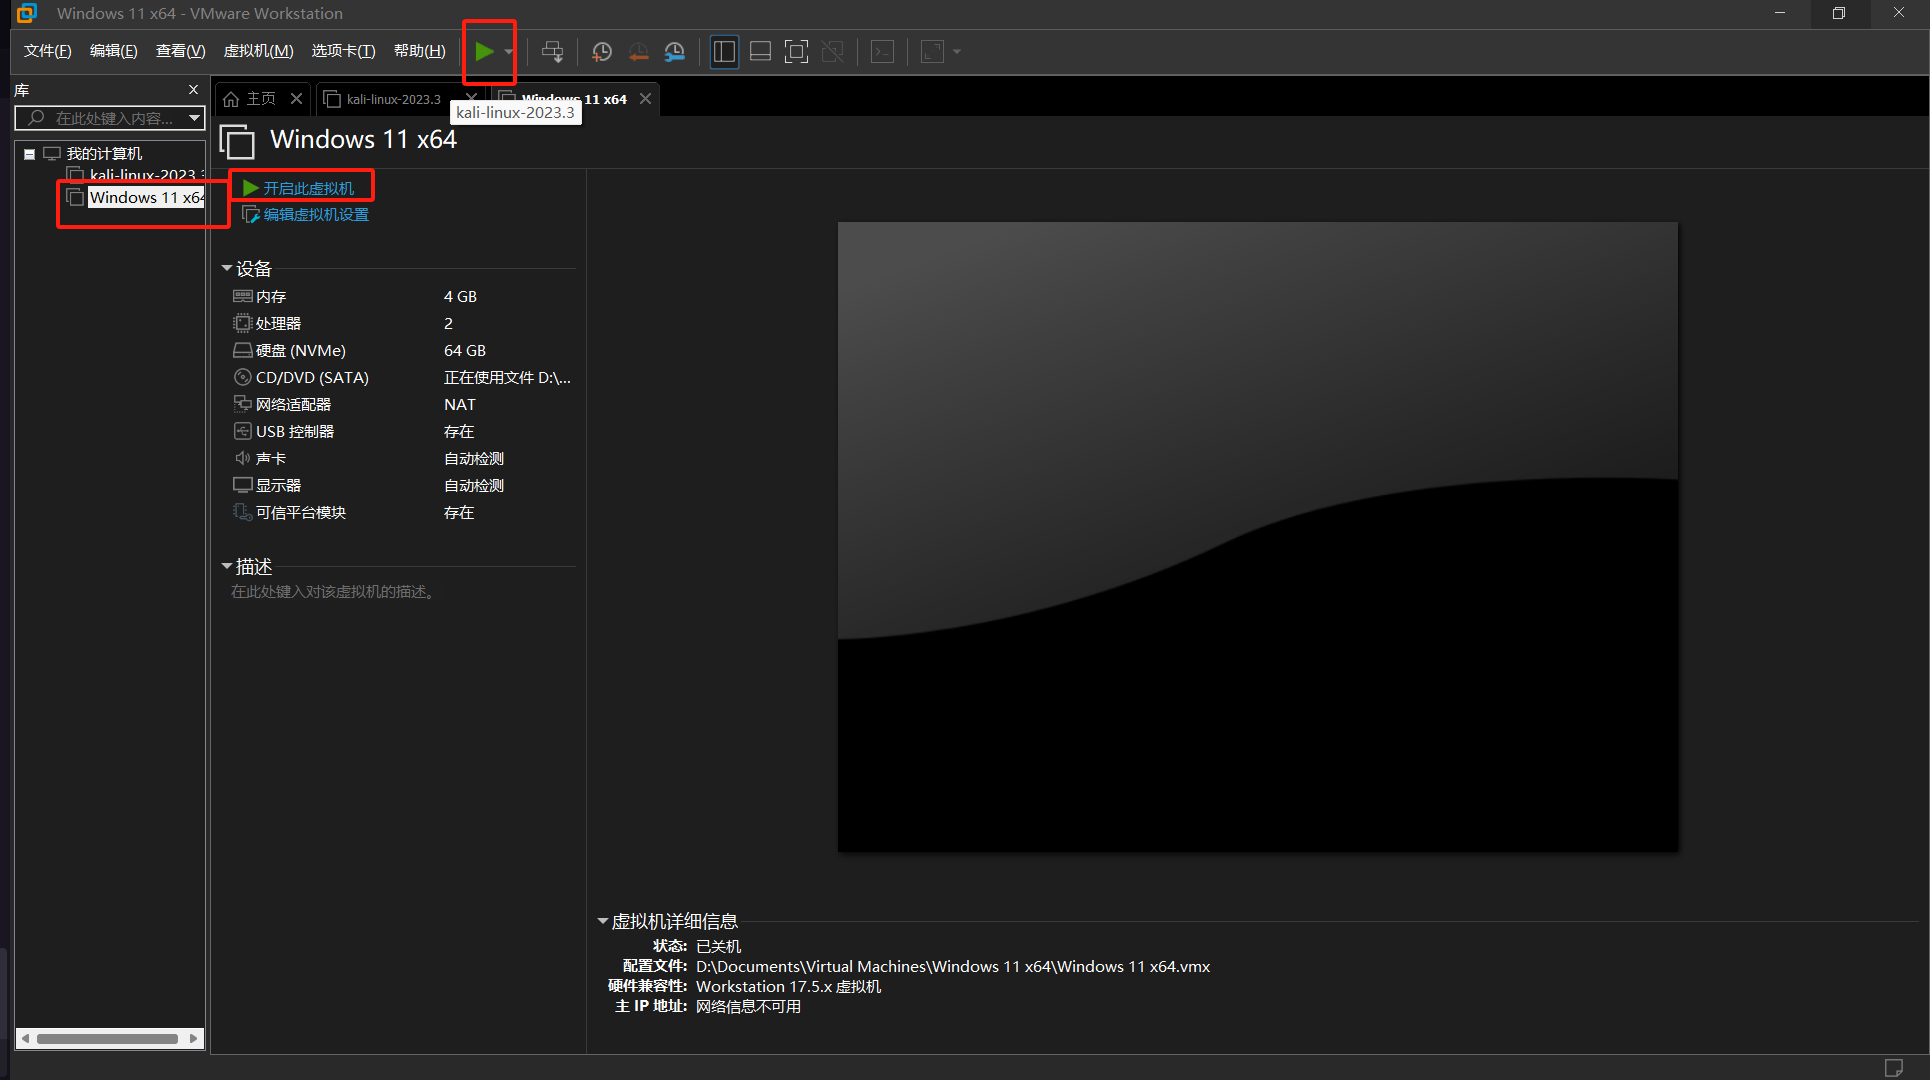 Windows 11 x64 - VMware Workstation
文件(F) 编辑(E) 查看(V) 虚拟机(M) 选项卡(T) 帮助(H)
库
在此处键入内容...
我的计算机
kali-linux-2023.3
Windows 11 x64
主页 kali-linux-2023.3 Windows 11 x64
kali-linux-2023.3
Windows 11 x64
开启此虚拟机
编辑虚拟机设置
设备
内存 4 GB
处理器 2
硬盘 (NVMe) 64 GB
CD/DVD (SATA) 正在使用文件 D:\...
网络适配器 NAT
USB 控制器 存在
声卡 自动检测
显示器 自动检测
可信平台模块 存在
描述
在此处键入对该虚拟机的描述。
虚拟机详细信息
状态: 已关机
配置文件: D:\Documents\Virtual Machines\Windows 11 x64\Windows 11 x64.vmx
硬件兼容性: Workstation 17.5.x 虚拟机
主 IP 地址: 网络信息不可用